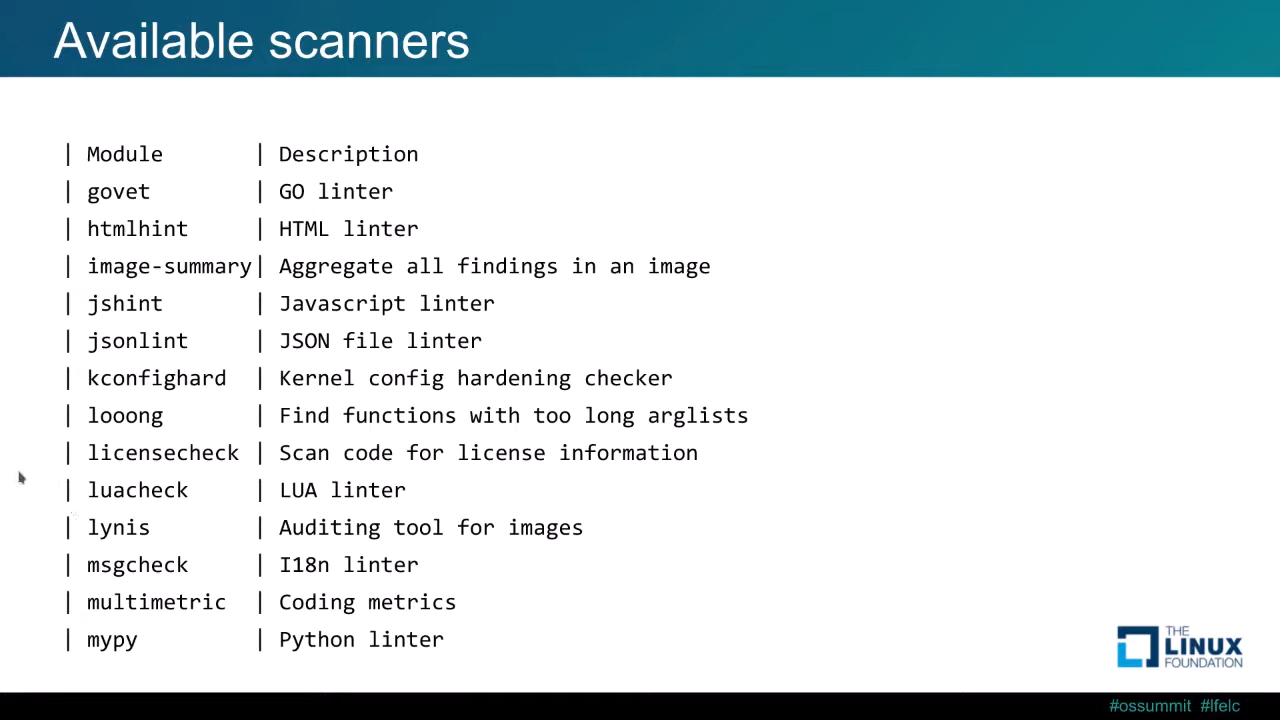 Available scanners
| Module | Description
| govet | GO linter
| htmlhint | HTML linter
| image-summary| Aggregate all findings in an image
| jshint | Javascript linter
| jsonlint | JSON file linter
| kconfighard | Kernel config hardening checker
| looong | Find functions with too long arglists
| licensecheck | Scan code for license information
| luacheck | LUA linter
| lynis | Auditing tool for images
| msgcheck | I18n linter
| multimetric | Coding metrics
| mypy | Python linter
THE
LINUX
FOUNDATION
#ossummit #lfelc